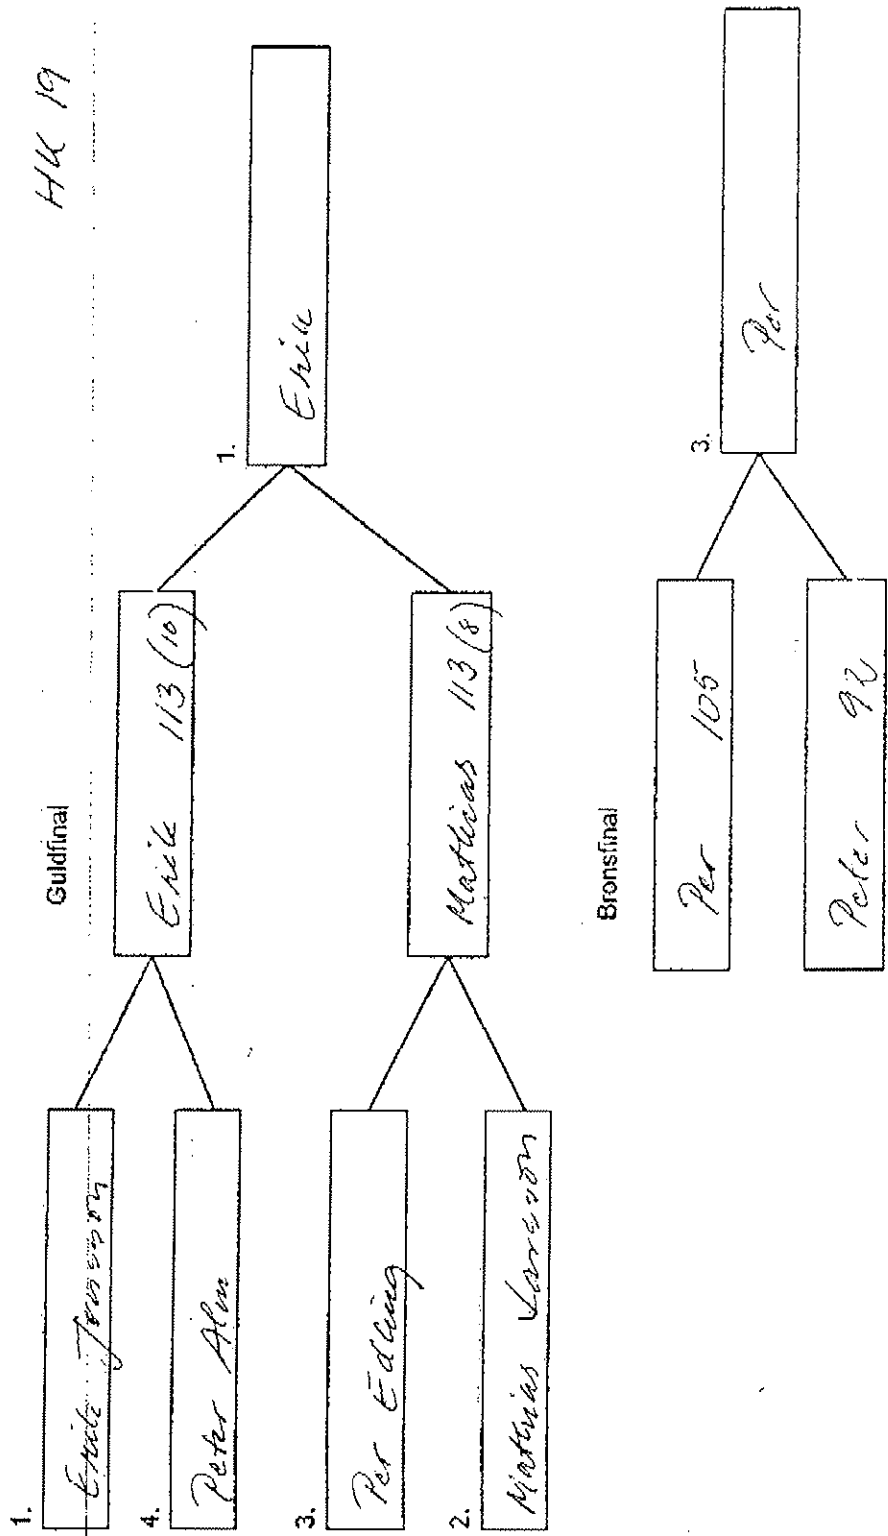 HK 19
Guldfinal
1.
Erik Jonsson
4.
Peter Alm
3.
Per Edling
2.
Mathias Larsson
Erik 113 (10)
Mathias 113 (8)
1.
Erik
Bronsfinal
Per 105
Peter 92
3.
Per